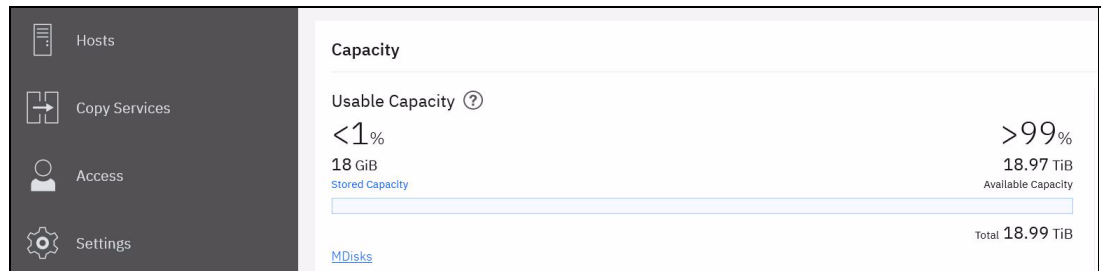 Hosts
Copy Services
Access
Settings
Capacity
Usable Capacity ?
<1% >99%
18 GiB 18.97 TiB
Stored Capacity Available Capacity
Total 18.99 TiB
MDisks